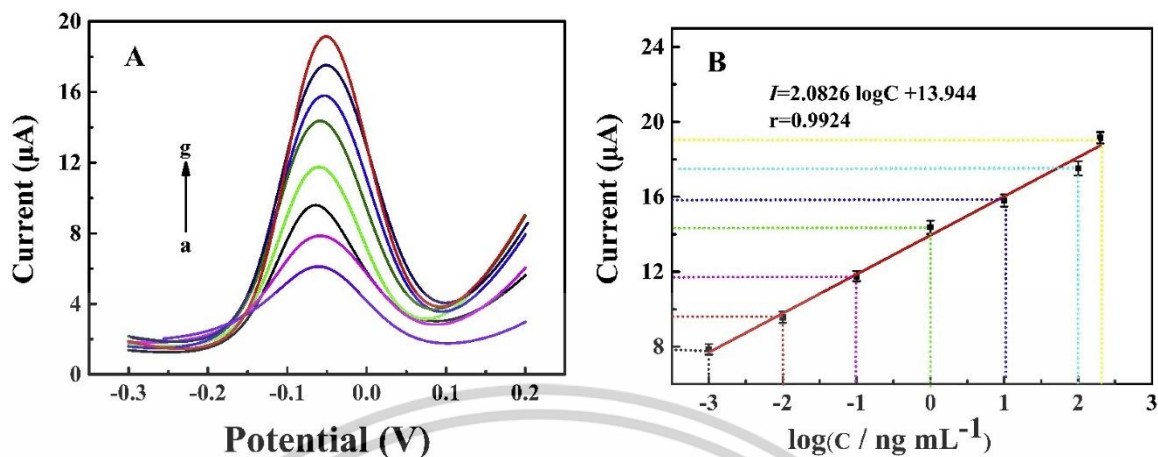 A
20
16
12
8
4
0
Current (μA)
g
a
-0.3 -0.2 -0.1 0.0 0.1 0.2
Potential (V)
B
I=2.0826 logC +13.944
r=0.9924
24
20
16
12
8
Current (μA)
-3 -2 -1 0 1 2 3
log(C / ng mL-1)